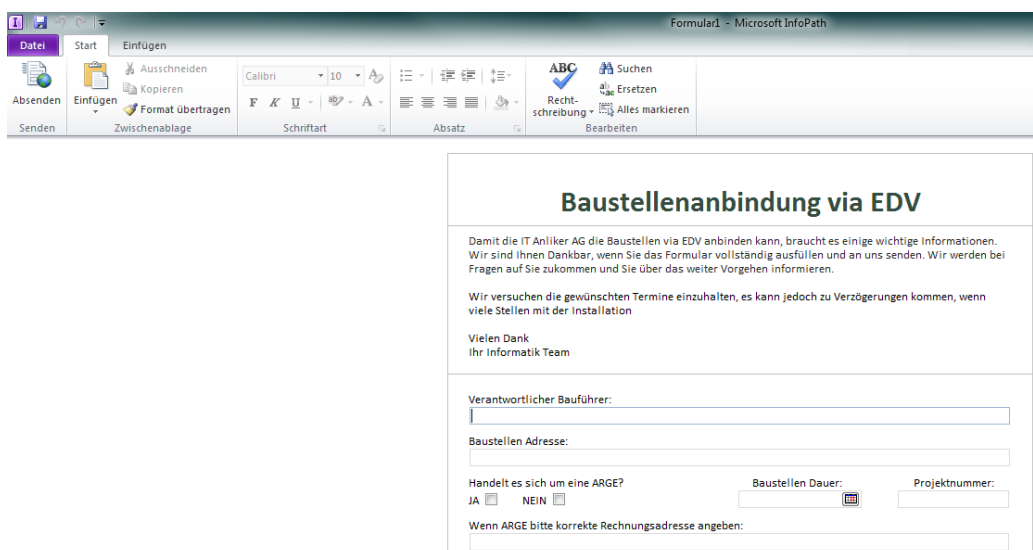 Formular1 - Microsoft InfoPath
Datei Start Einfügen
Absenden
Einfügen
Ausschneiden
Kopieren
Format übertragen
Calibri 10
F K U
ABC
Recht-
schreibung
Suchen
Ersetzen
Alles markieren
Senden Zwischenablage Schriftart Absatz Bearbeiten
Baustellenanbindung via EDV
Damit die IT Anliker AG die Baustellen via EDV anbinden kann, braucht es einige wichtige Informationen.
Wir sind Ihnen Dankbar, wenn Sie das Formular vollständig ausfüllen und an uns senden. Wir werden bei
Fragen auf Sie zukommen und Sie über das weiter Vorgehen informieren.
Wir versuchen die gewünschten Termine einzuhalten, es kann jedoch zu Verzögerungen kommen, wenn
viele Stellen mit der Installation
Vielen Dank
Ihr Informatik Team
Verantwortlicher Bauführer:
Baustellen Adresse:
Handelt es sich um eine ARGE? Baustellen Dauer: Projektnummer:
JA NEIN
Wenn ARGE bitte korrekte Rechnungsadresse angeben: